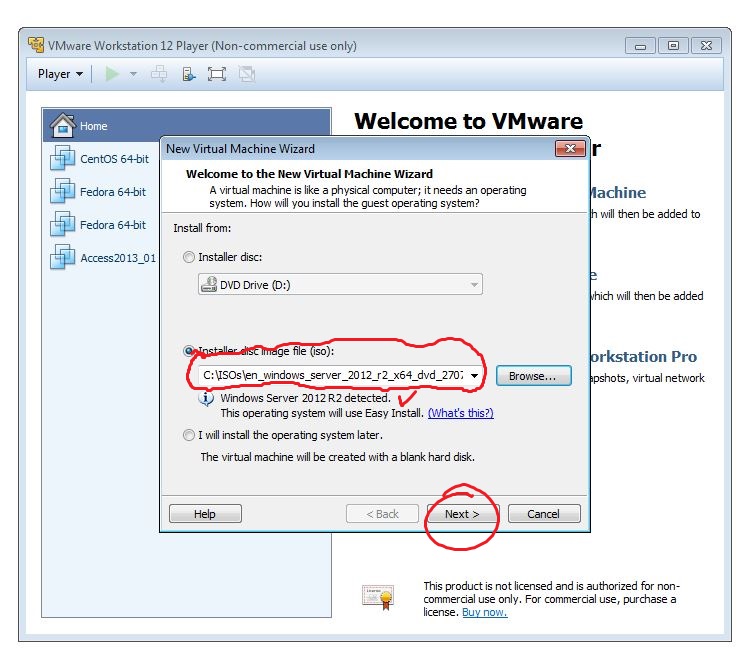 VMware Workstation 12 Player (Non-commercial use only)
Player
Home
CentOS 64-bit
Fedora 64-bit
Fedora 64-bit
Access2013_01
Welcome to VMware
r
Machine
h will then be added to
e
which will then be added
orkstation Pro
apshots, virtual network
New Virtual Machine Wizard
Welcome to the New Virtual Machine Wizard
A virtual machine is like a physical computer; it needs an operating
system. How will you install the guest operating system?
Install from:
Installer disc:
DVD Drive (D:)
Installer disc image file (iso):
C:\ISOs\en_windows_server_2012_r2_x64_dvd_2707
Browse...
Windows Server 2012 R2 detected.
This operating system will use Easy Install. (What's this?)
I will install the operating system later.
The virtual machine will be created with a blank hard disk.
Help
< Back
Next >
Cancel
This product is not licensed and is authorized for non-
commercial use only. For commercial use, purchase a
license. Buy now.